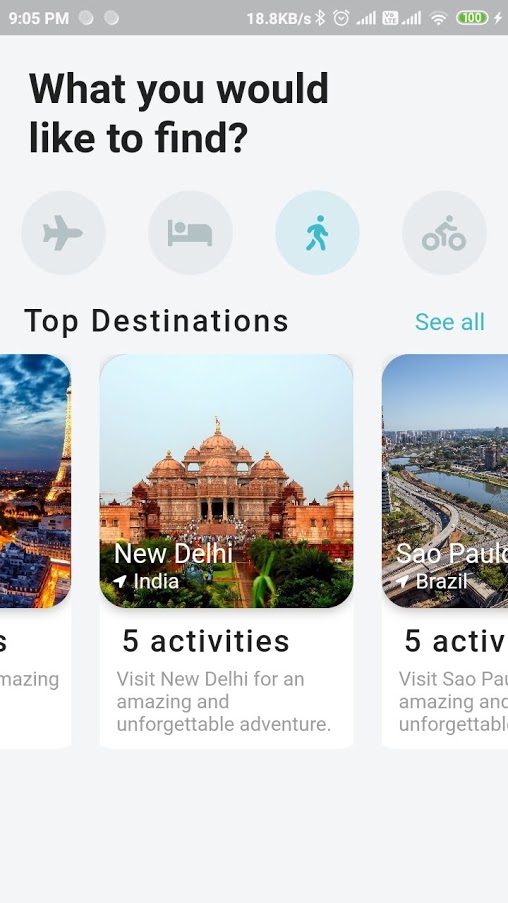 9:05 PM
18.8KB/s
100
What you would
like to find?
Top Destinations
See all
New Delhi
India
5 activities
Visit New Delhi for an
amazing and
unforgettable adventure.
Sao Paulo
Brazil
5 activ
Visit Sao Pau
amazing and
unforgettabl
s
mazing